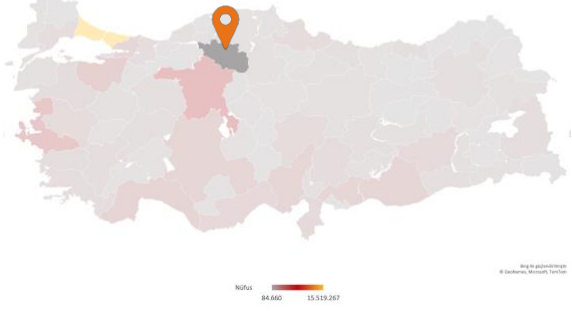 Bing ile güçlendirilmiştir
© GeoNames, Microsoft, TomTom
Nüfus
84.660 15.519.267